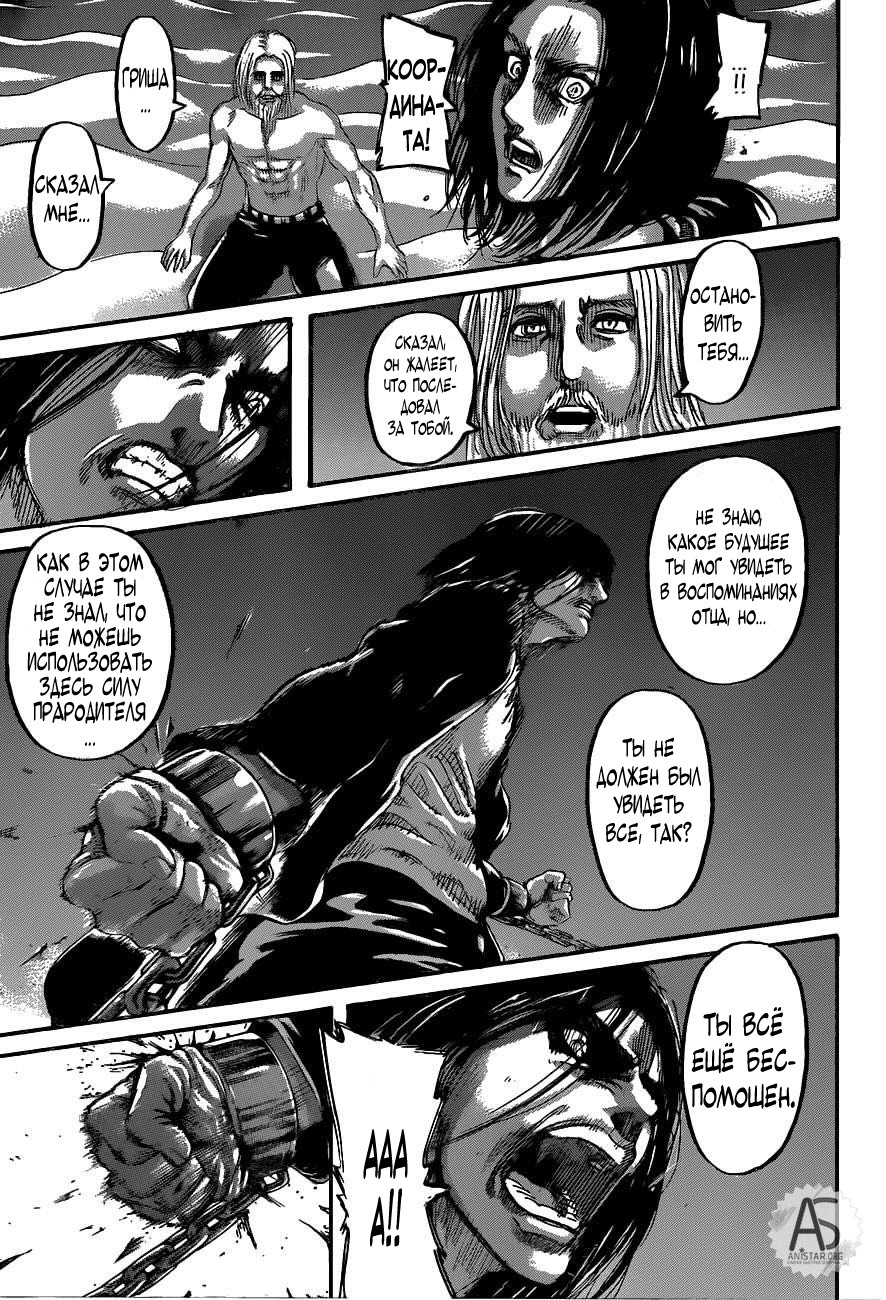 !!
КООР-
ДИНА-
ТА!
ГРИША
...
СКАЗАЛ
МНЕ...
ОСТАНО-
ВИТЬ
ТЕБЯ...
СКАЗАЛ,
ОН ЖАЛЕЕТ,
ЧТО ПОСЛЕ-
ДОВАЛ
ЗА ТОБОЙ.
НЕ ЗНАЮ,
КАКОЕ БУДУЩЕЕ
ТЫ МОГ УВИДЕТЬ
В ВОСПОМИНАНИЯХ
ОТЦА, НО...
ТЫ НЕ
ДОЛЖЕН БЫЛ
УВИДЕТЬ
ВСЕ, ТАК?
КАК В ЭТОМ
СЛУЧАЕ ТЫ
НЕ ЗНАЛ, ЧТО
НЕ МОЖЕШЬ
ИСПОЛЬЗОВАТЬ
ЗДЕСЬ СИЛУ
ПРАРОДИТЕЛЯ
...
ТЫ ВСЁ
ЕЩЁ БЕС-
ПОМОЩЕН.
ААА
А!!
AS
ANISTAR.ORG